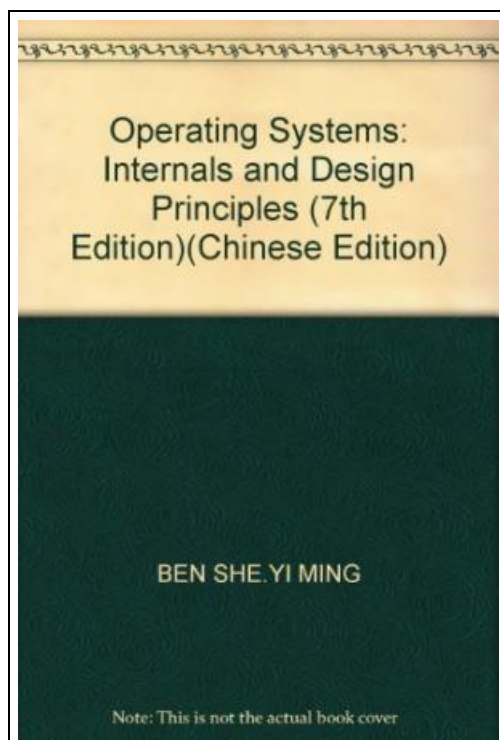 Operating Systems:
Internals and Design
Principles (7th
Edition)(Chinese Edition)
BEN SHE.YI MING
Note: This is not the actual book cover